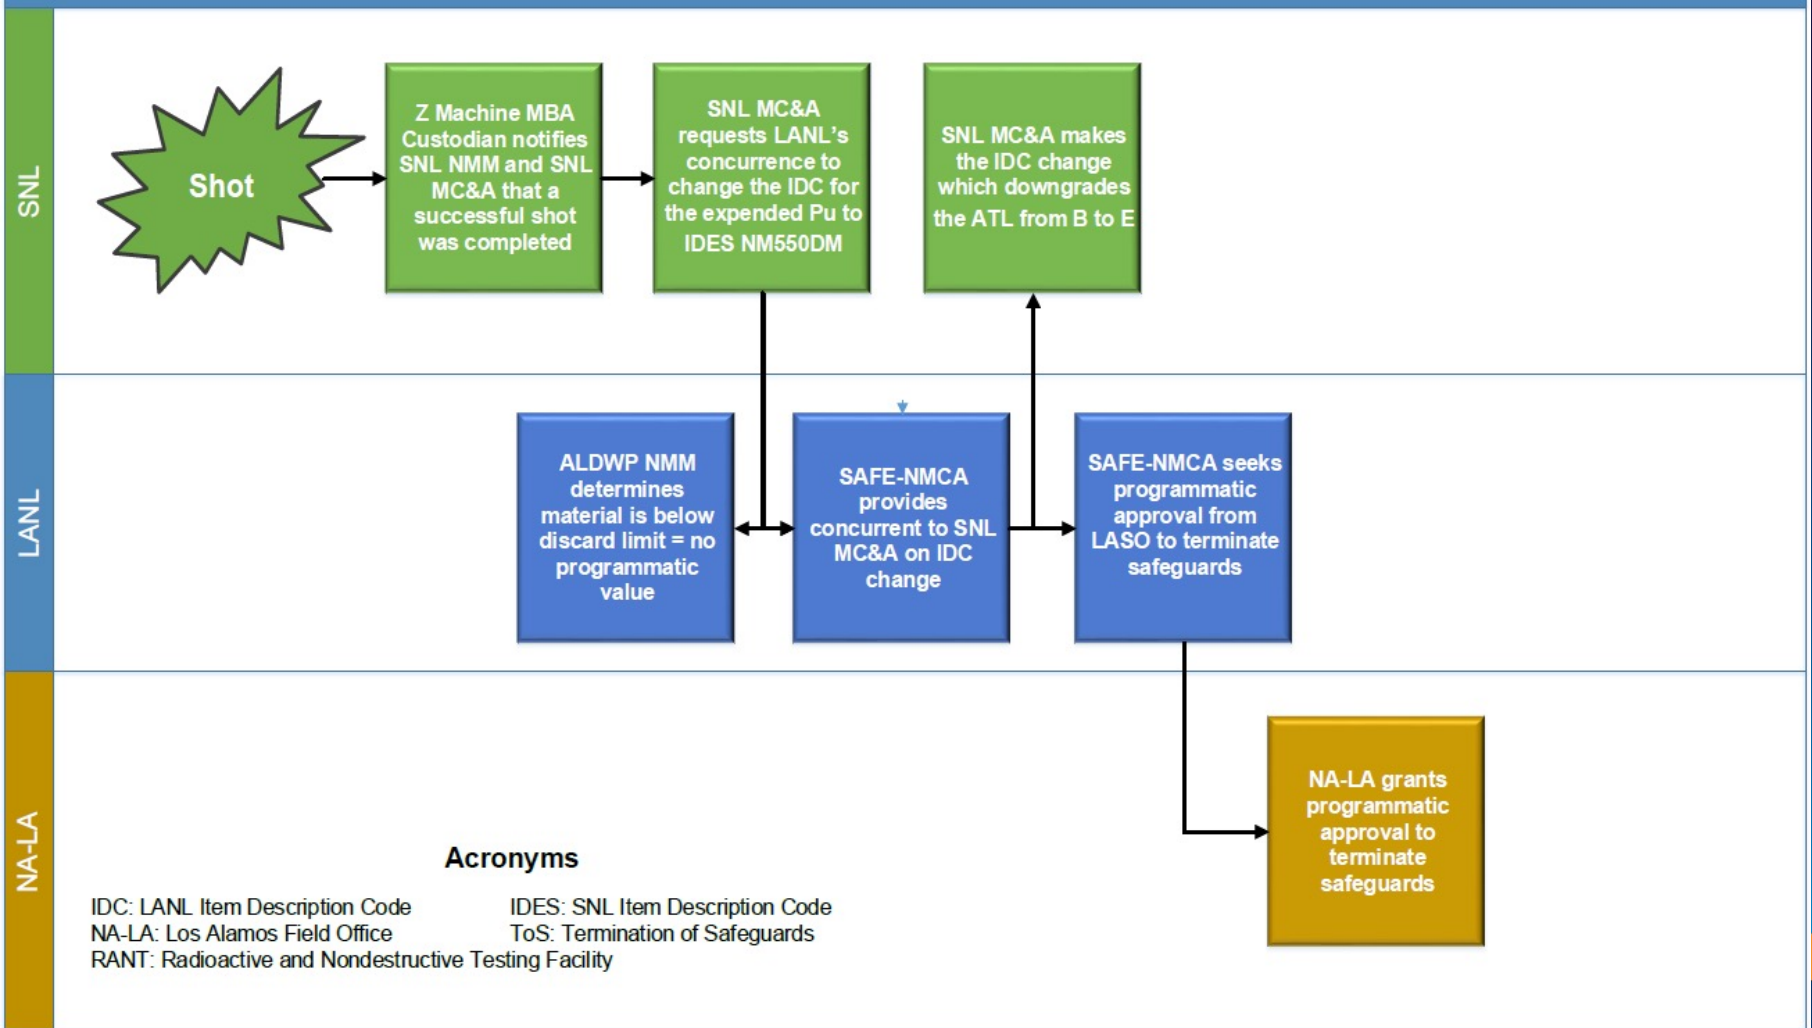 SNL
Shot
Z Machine MBA
Custodian notifies
SNL NMM and SNL
MC&A that a
successful shot
was completed
SNL MC&A
requests LANL's
concurrence to
change the IDC for
the expended Pu to
IDES NM550DM
SNL MC&A makes
the IDC change
which downgrades
the ATL from B to E
LANL
ALDWP NMM
determines
material is below
discard limit = no
programmatic
value
SAFE-NMCA
provides
concurrent to SNL
MC&A on IDC
change
SAFE-NMCA seeks
programmatic
approval from
LASO to terminate
safeguards
NA-LA
NA-LA grants
programmatic
approval to
terminate
safeguards
Acronyms
IDC: LANL Item Description Code
IDES: SNL Item Description Code
NA-LA: Los Alamos Field Office
ToS: Termination of Safeguards
RANT: Radioactive and Nondestructive Testing Facility